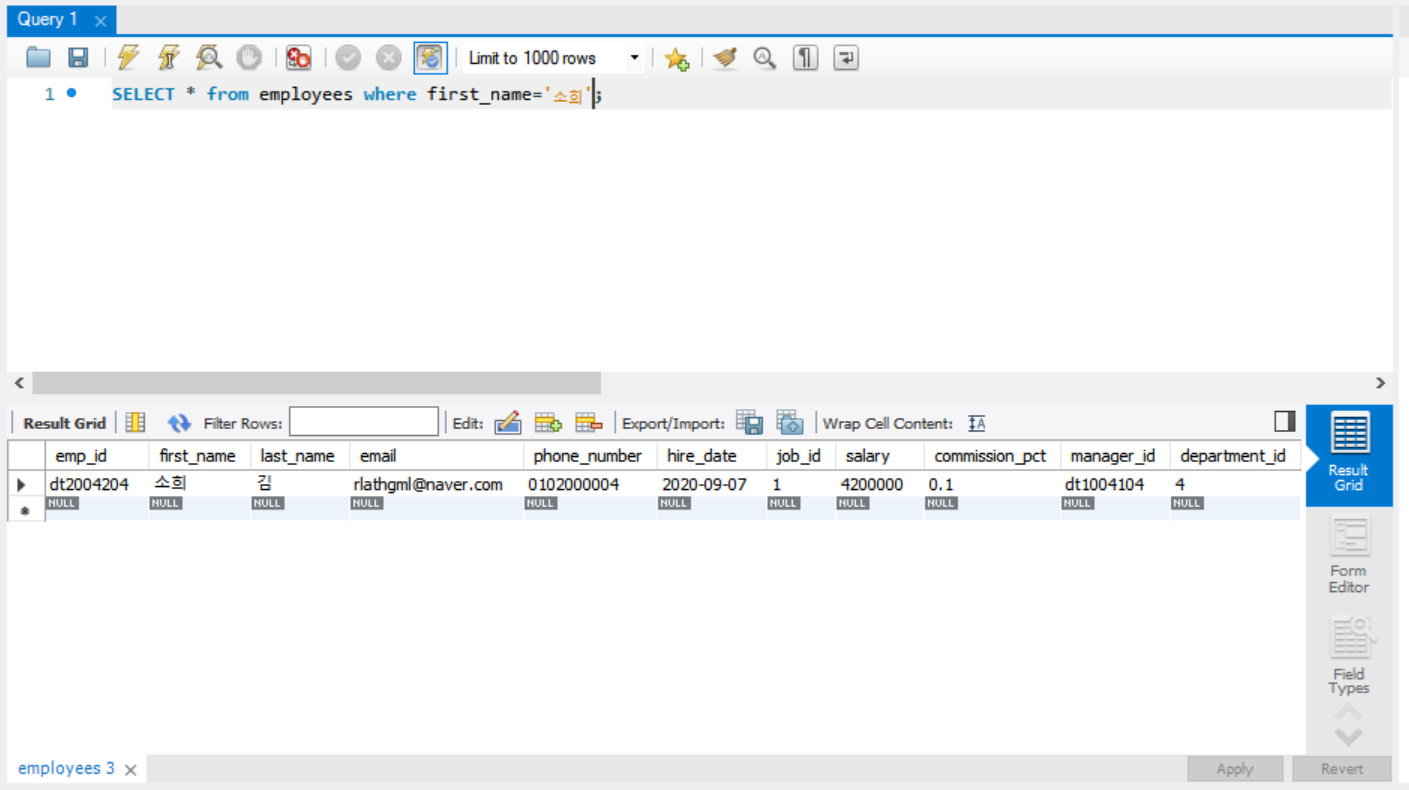 Query 1
Limit to 1000 rows
1 SELECT * from employees where first_name='소희';
Result Grid Filter Rows: Edit: Export/Import: Wrap Cell Content:
emp_id first_name last_name email phone_number hire_date job_id salary commission_pct manager_id department_id
dt2004204 소희 김 rlathgml@naver.com 0102000004 2020-09-07 1 4200000 0.1 dt1004104 4
NULL NULL NULL NULL NULL NULL NULL NULL NULL NULL NULL
Result
Grid
Form
Editor
Field
Types
employees 3
Apply Revert